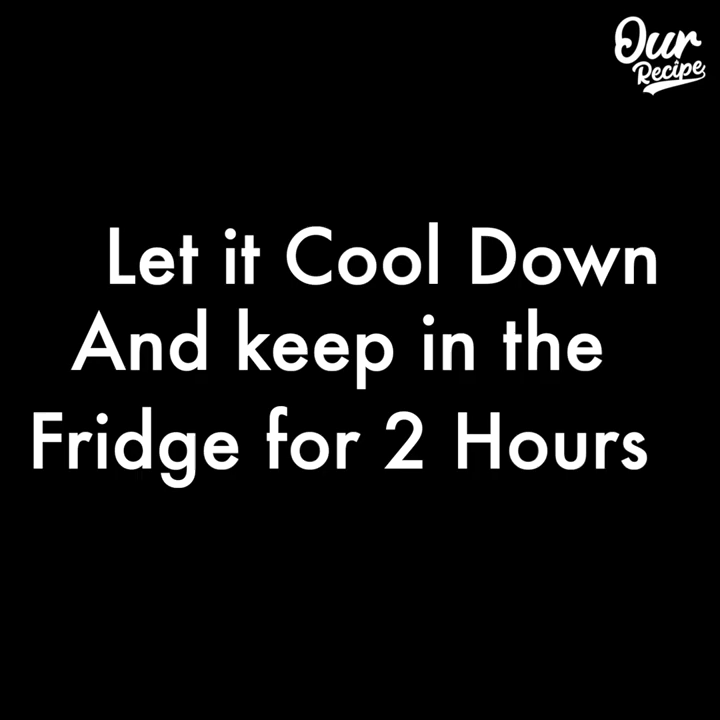 Our
Recipe
Let it Cool Down
And keep in the
Fridge for 2 Hours